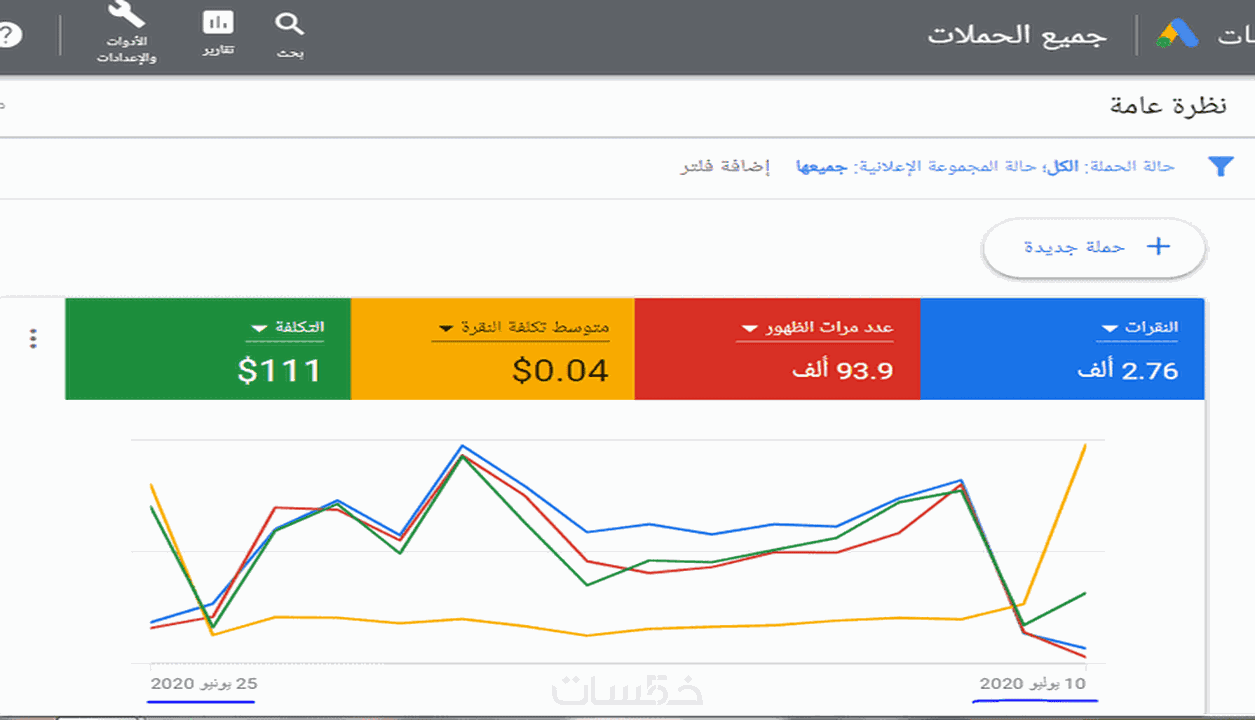 جميع الحملات
بحث
تقارير
الأدوات والإعدادات
?
نظرة عامة
حالة الحملة: الكل؛ حالة المجموعة الإعلانية: جميعها إضافة فلتر
+ حملة جديدة
النقرات
2.76 ألف
عدد مرات الظهور
93.9 ألف
متوسط تكلفة النقرة
$0.04
التكلفة
$111
25 يونيو 2020
10 يوليو 2020
خمسات